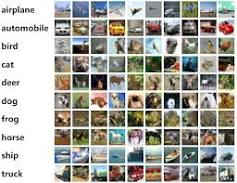 airplane
automobile
bird
cat
deer
dog
frog
horse
ship
truck